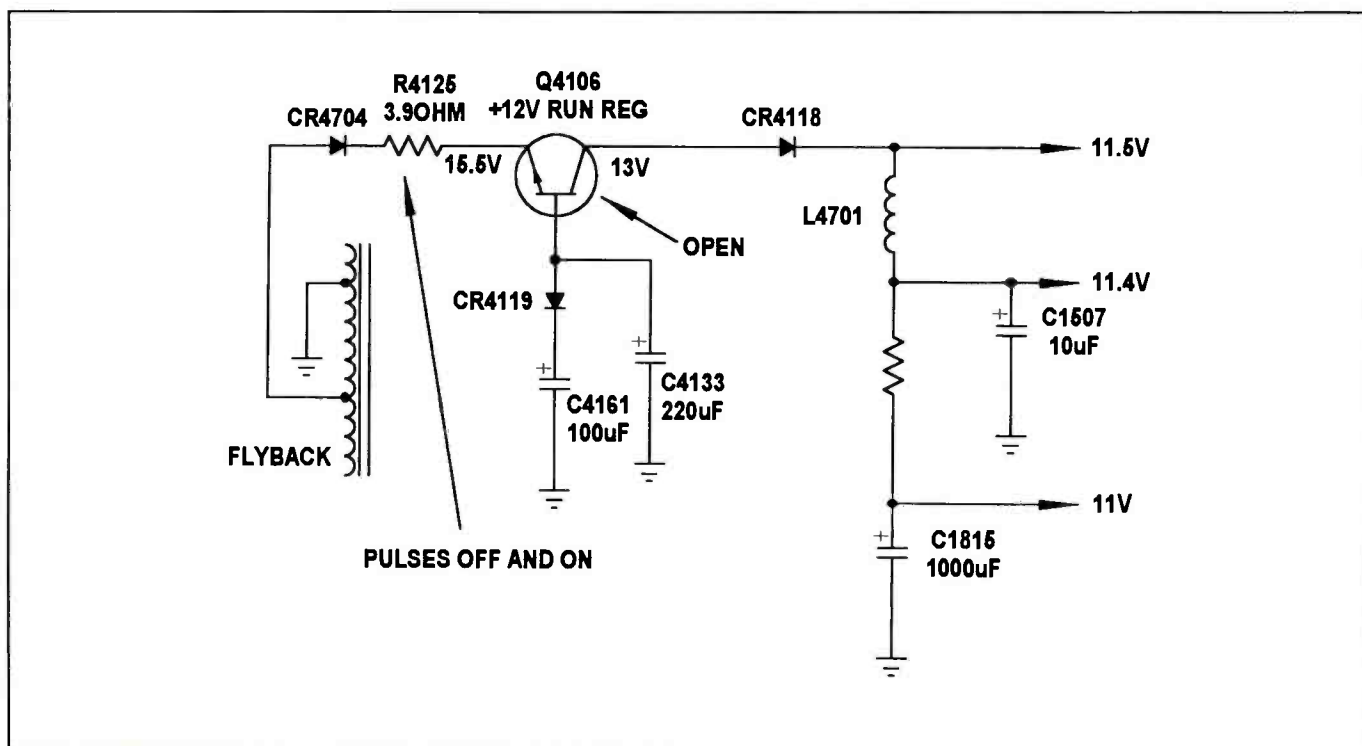 R4125
3.9OHM
Q4106
+12V RUN REG
CR4704
CR4118
15.5V
13V
11.5V
L4701
OPEN
11.4V
CR4119
+
C1507
10uF
+
C4133
220uF
+
C4161
100uF
FLYBACK
11V
PULSES OFF AND ON
+
C1815
1000uF